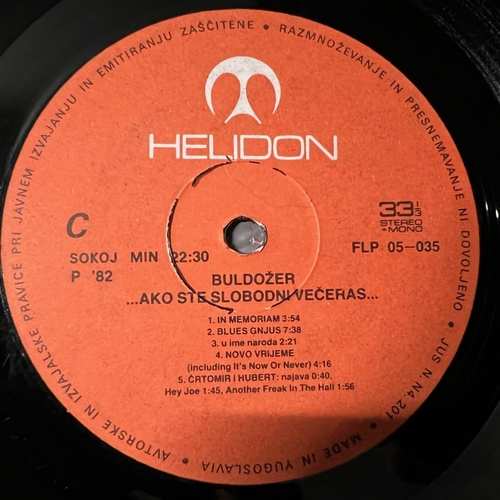 HELIDON
C
SOKOJ MIN 22:30
P '82
33 1/3
STEREO
+MONO
FLP 05-035
BULDOŽER
...AKO STE SLOBODNI VEČERAS...
1. IN MEMORIAM 3:54
2. BLUES GNJUS 7:38
3. u ime naroda 2:21
4. NOVO VRIJEME
(including It's Now Or Never) 4:16
5. ČRTOMIR I HUBERT: najava 0:40,
Hey Joe 1:45, Another Freak In The Hall 1:56
AVTORSKE IN IZVAJALSKE PRAVICE PRI JAVNEM IZVAJANJU IN EMITIRANJU ZAŠČITENE • RAZMNOŽEVANJE IN PRESNEMAVANJE NI DOVOLJENO • JUS N N4 201 • MADE IN YUGOSLAVIA •